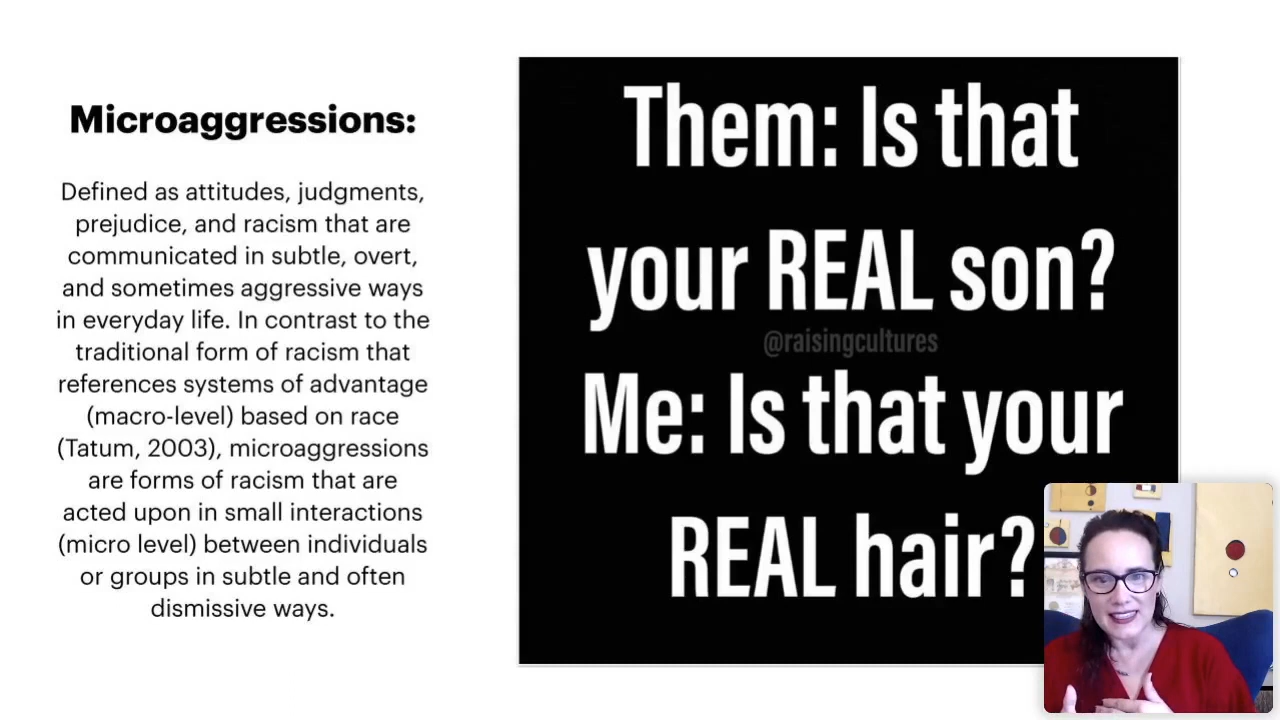 Microaggressions:
Defined as attitudes, judgments,
prejudice, and racism that are
communicated in subtle, overt,
and sometimes aggressive ways
in everyday life. In contrast to the
traditional form of racism that
references systems of advantage
(macro-level) based on race
(Tatum, 2003), microaggressions
are forms of racism that are
acted upon in small interactions
(micro level) between individuals
or groups in subtle and often
dismissive ways.
Them: Is that
your REAL son?
@raisingcultures
Me: Is that your
REAL hair?